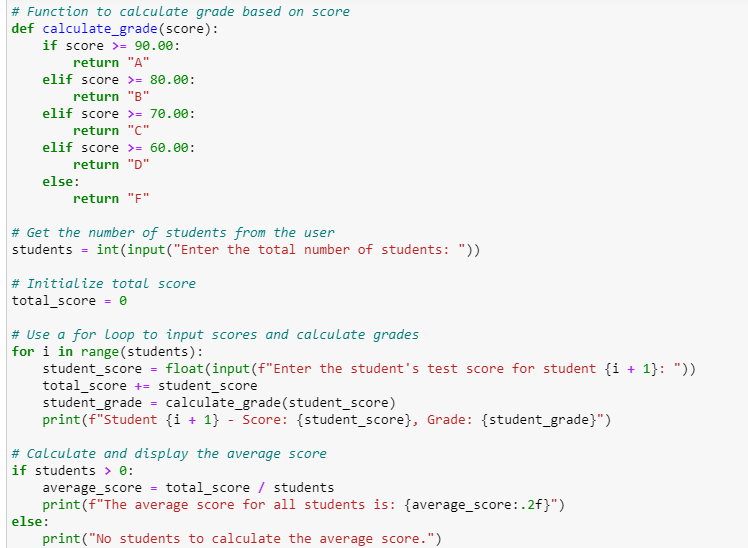 # Function to calculate grade based on score
def calculate_grade(score):
    if score >= 90.00:
        return "A"
    elif score >= 80.00:
        return "B"
    elif score >= 70.00:
        return "C"
    elif score >= 60.00:
        return "D"
    else:
        return "F"

# Get the number of students from the user
students = int(input("Enter the total number of students: "))

# Initialize total score
total_score = 0

# Use a for loop to input scores and calculate grades
for i in range(students):
    student_score = float(input(f"Enter the student's test score for student {i + 1}: "))
    total_score += student_score
    student_grade = calculate_grade(student_score)
    print(f"Student {i + 1} - Score: {student_score}, Grade: {student_grade}")

# Calculate and display the average score
if students > 0:
    average_score = total_score / students
    print(f"The average score for all students is: {average_score:.2f}")
else:
    print("No students to calculate the average score.")